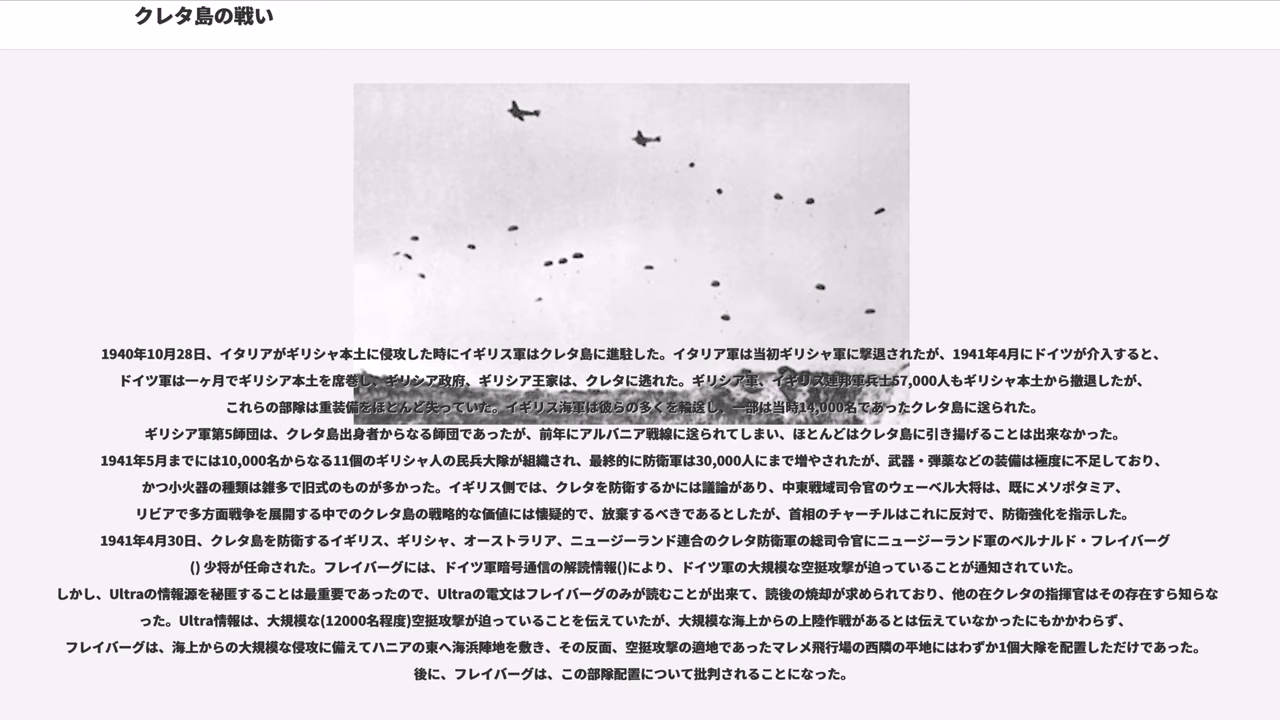 クレタ島の戦い
1940年10月28日、イタリアがギリシャ本土に侵攻した時にイギリス軍はクレタ島に進駐した。イタリア軍は当初ギリシャ軍に撃退されたが、1941年4月にドイツが介入すると、
ドイツ軍は一ヶ月でギリシア本土を席巻し、ギリシア政府、ギリシア王家は、クレタに逃れた。ギリシア軍、イギリス連邦軍兵士57,000人もギリシャ本土から撤退したが、
これらの部隊は重装備をほとんど失っていた。イギリス海軍は彼らの多くを輸送し、一部は当時14,000名であったクレタ島に送られた。
ギリシア軍第5師団は、クレタ島出身者からなる師団であったが、前年にアルバニア戦線に送られてしまい、ほとんどはクレタ島に引き揚げることは出来なかった。
1941年5月までには10,000名からなる11個のギリシャ人の民兵大隊が組織され、最終的に防衛軍は30,000人にまで増やされたが、武器・弾薬などの装備は極度に不足しており、
かつ小火器の種類は雑多で旧式のものが多かった。イギリス側では、クレタを防衛するかには議論があり、中東戦域司令官のウェーベル大将は、既にメソポタミア、
リビアで多方面戦争を展開する中でのクレタ島の戦略的な価値には懐疑的で、放棄するべきであるとしたが、首相のチャーチルはこれに反対で、防衛強化を指示した。
1941年4月30日、クレタ島を防衛するイギリス、ギリシャ、オーストラリア、ニュージーランド連合のクレタ防衛軍の総司令官にニュージーランド軍のベルナルド・フレイバーグ
() 少将が任命された。フレイバーグには、ドイツ軍暗号通信の解読情報()により、ドイツ軍の大規模な空挺攻撃が迫っていることが通知されていた。
しかし、Ultraの情報源を秘匿することは最重要であったので、Ultraの電文はフレイバーグのみが読むことが出来て、読後の焼却が求められており、他の在クレタの指揮官はその存在すら知らな
った。Ultra情報は、大規模な(12000名程度)空挺攻撃が迫っていることを伝えていたが、大規模な海上からの上陸作戦があるとは伝えていなかったにもかかわらず、
フレイバーグは、海上からの大規模な侵攻に備えてハニアの東へ海浜陣地を敷き、その反面、空挺攻撃の適地であったマレメ飛行場の西隣の平地にはわずか1個大隊を配置しただけであった。
後に、フレイバーグは、この部隊配置について批判されることになった。